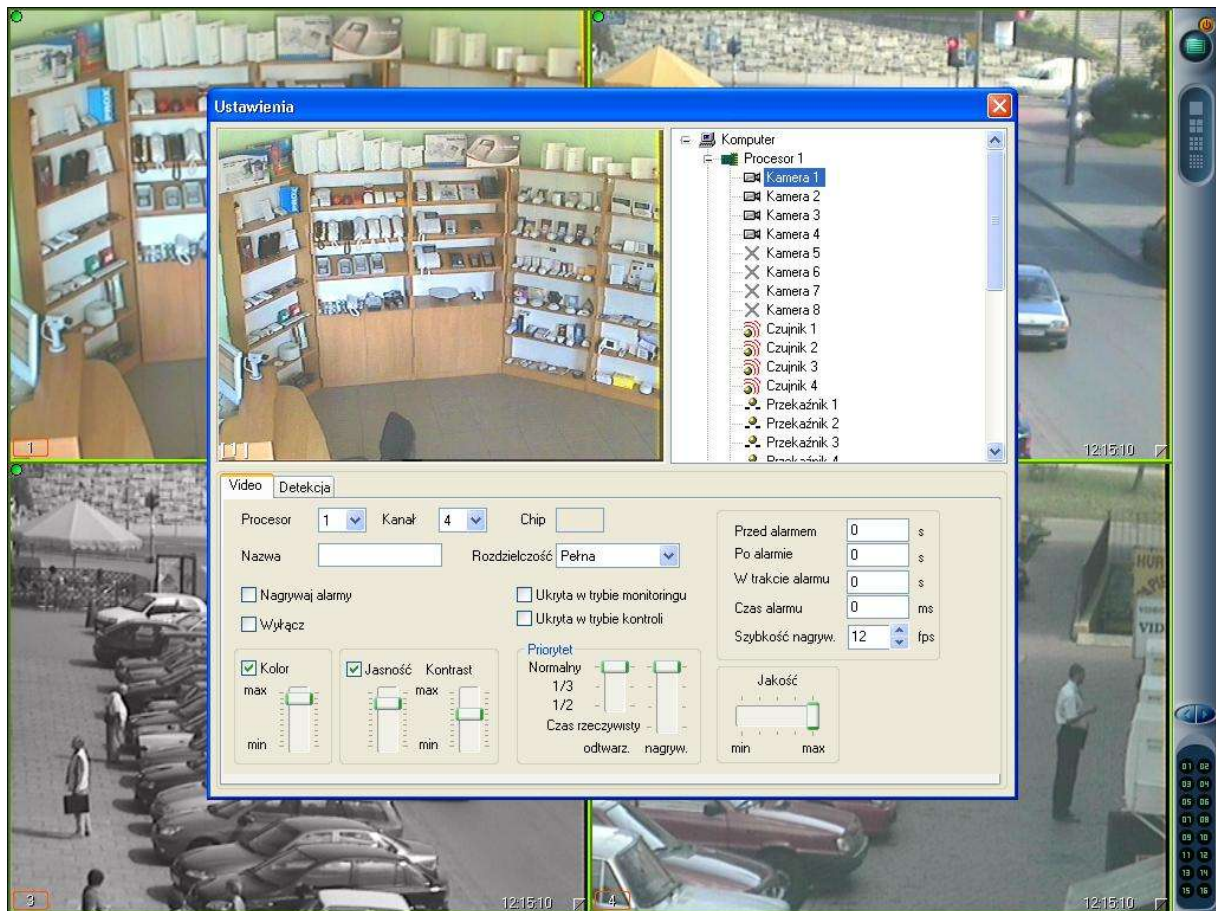 Ustawienia
PROX
Komputer
Procesor 1
Kamera 1
Kamera 2
Kamera 3
Kamera 4
Kamera 5
Kamera 6
Kamera 7
Kamera 8
Czujnik 1
Czujnik 2
Czujnik 3
Czujnik 4
Przekaźnik 1
Przekaźnik 2
Przekaźnik 3
Przekaźnik 4
[1]
1
12:15:10
Video Detekcja
Procesor 1 Kanał 4 Chip
Nazwa Rozdzielczość Pełna
Nagrywaj alarmy
Wyłącz
Ukryta w trybie monitoringu
Ukryta w trybie kontroli
Przed alarmem 0 s
Po alarmie 0 s
W trakcie alarmu 0 s
Czas alarmu 0 ms
Szybkość nagryw. 12 fps
Kolor
max
min
Jasność Kontrast
max
min
Priorytet
Normalny
1/3
1/2
Czas rzeczywisty
odtwarz. nagryw.
Jakość
min max
HUR
VID
3
12:15:10
4
12:15:10
01 02
03 04
05 06
07 08
09 10
11 12
13 14
15 16